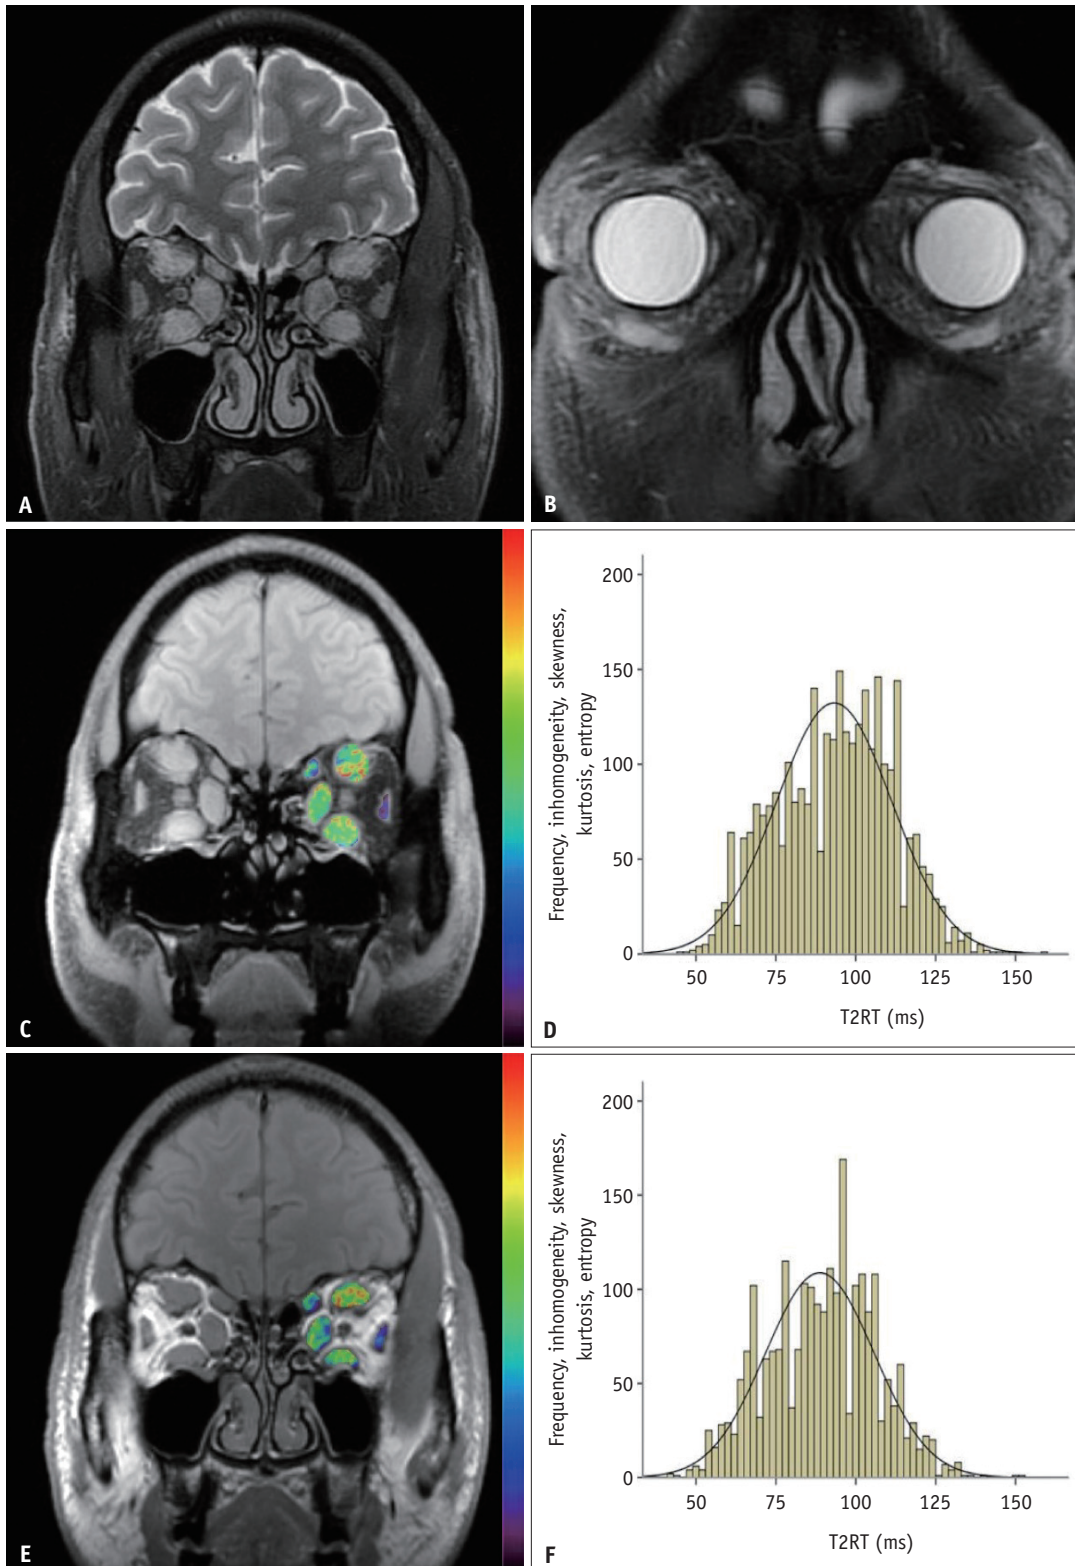 A
B
C
200
150
100
50
0
Frequency, inhomogeneity, skewness,
kurtosis, entropy
50
75
100
125
150
T2RT (ms)
D
E
200
150
100
50
0
Frequency, inhomogeneity, skewness,
kurtosis, entropy
50
75
100
125
150
T2RT (ms)
F